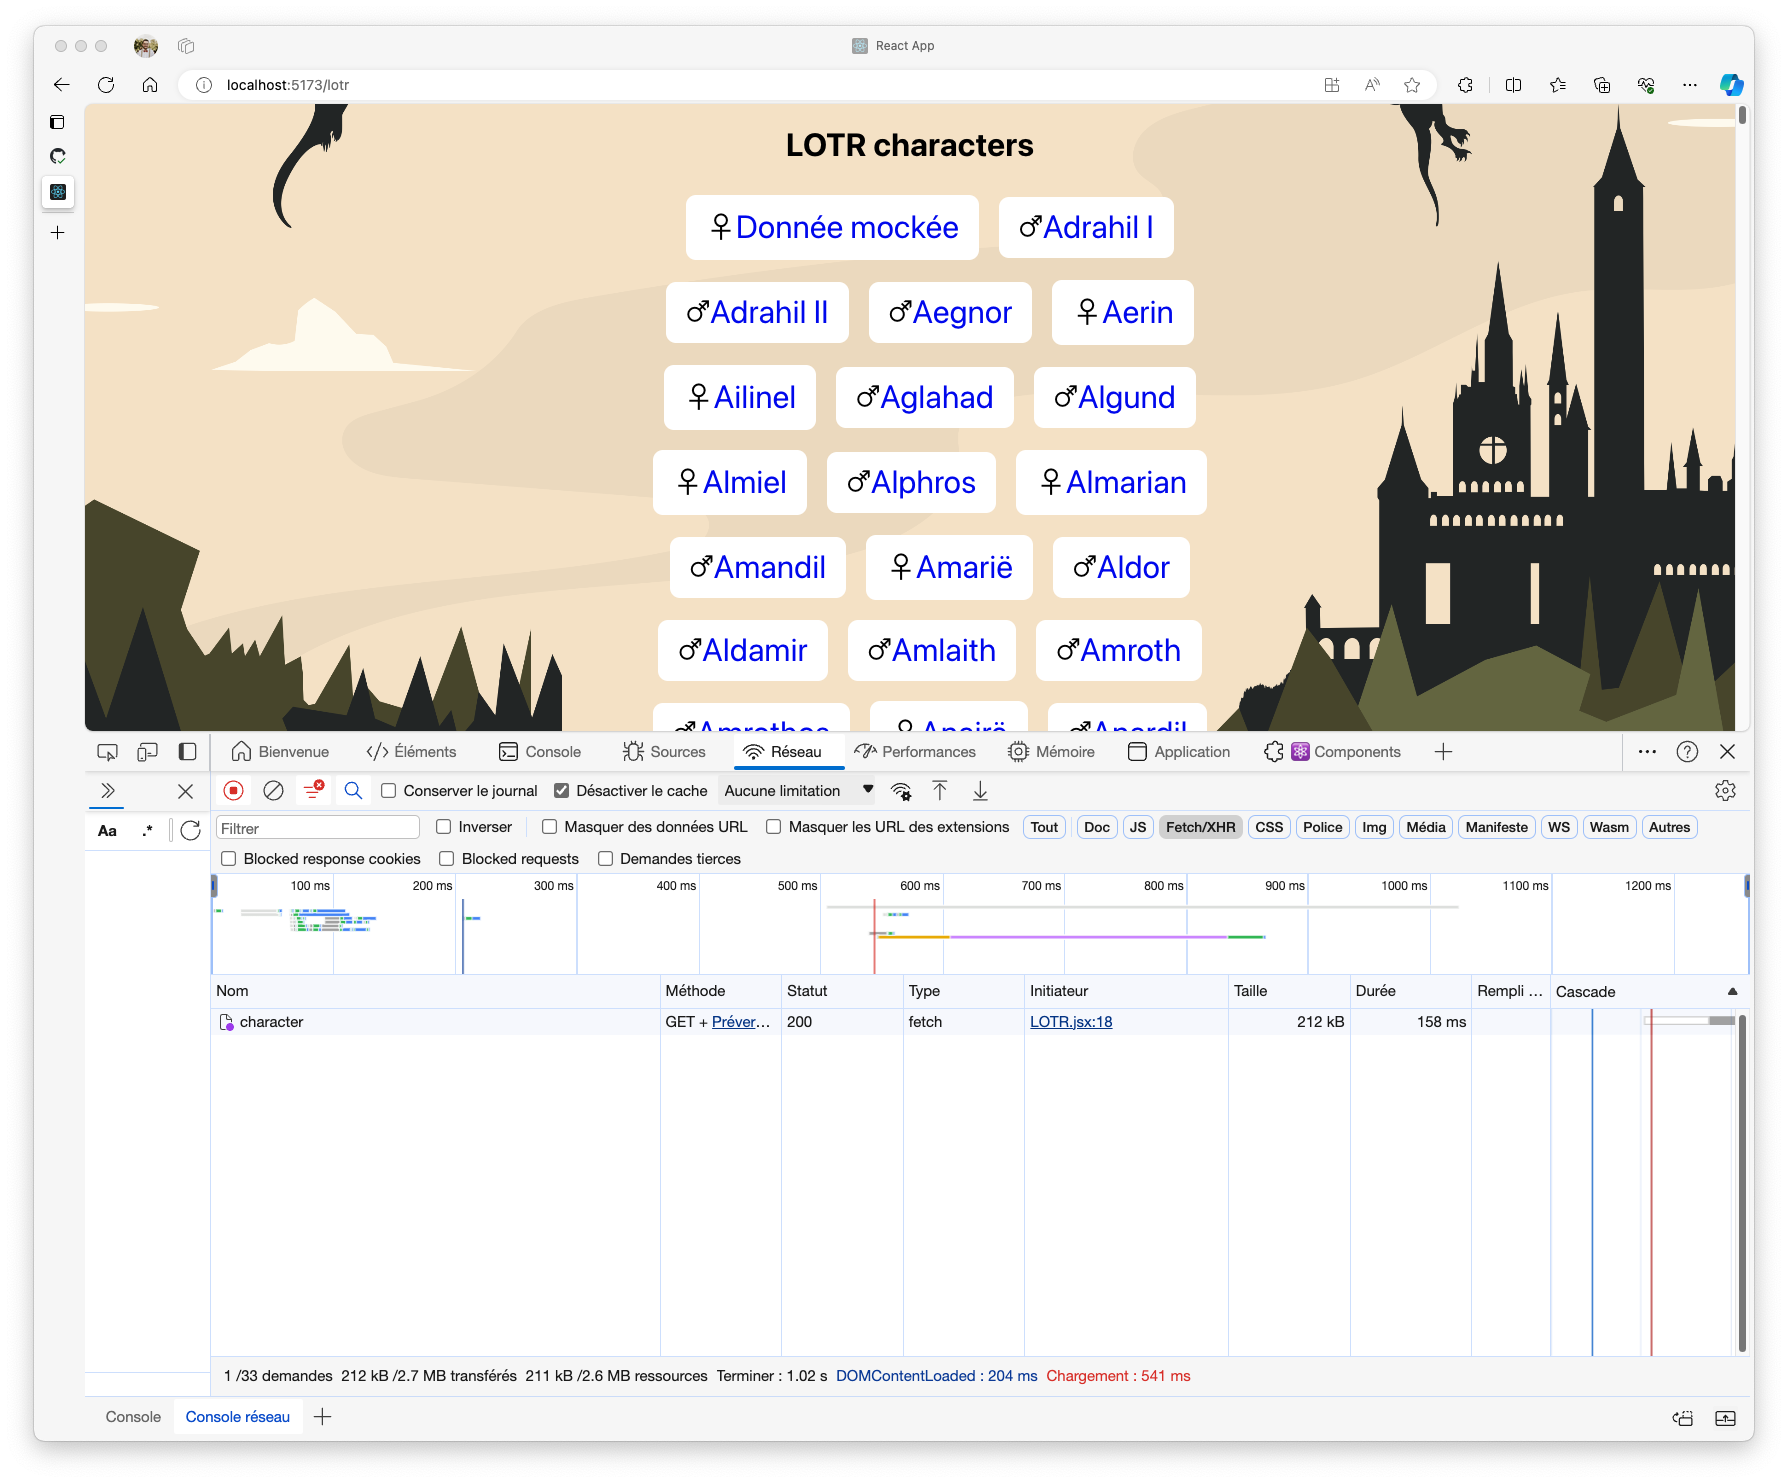 React App
localhost:5173/lotr
LOTR characters
♀Donnée mockée ♂Adrahil I
♂Adrahil II ♂Aegnor ♀Aerin
♀Ailinel ♂Aglahad ♂Algund
♀Almiel ♂Alphros ♀Almarian
♂Amandil ♀Amarië ♂Aldor
♂Aldamir ♂Amlaith ♂Amroth
♂Amrothos ♀Anairë ♂Anardil
Bienvenue Éléments Console Sources Réseau Performances Mémoire Application Components
Conserver le journal Désactiver le cache Aucune limitation
Aa .* Filtrer Inverser Masquer des données URL Masquer les URL des extensions Tout Doc JS Fetch/XHR CSS Police Img Média Manifeste WS Wasm Autres
Blocked response cookies Blocked requests Demandes tierces
100 ms 200 ms 300 ms 400 ms 500 ms 600 ms 700 ms 800 ms 900 ms 1000 ms 1100 ms 1200 ms
Nom Méthode Statut Type Initiateur Taille Durée Rempli ... Cascade
character GET + Préver... 200 fetch LOTR.jsx:18 212 kB 158 ms
1 /33 demandes 212 kB /2.7 MB transférés 211 kB /2.6 MB ressources Terminer : 1.02 s DOMContentLoaded : 204 ms Chargement : 541 ms
Console Console réseau